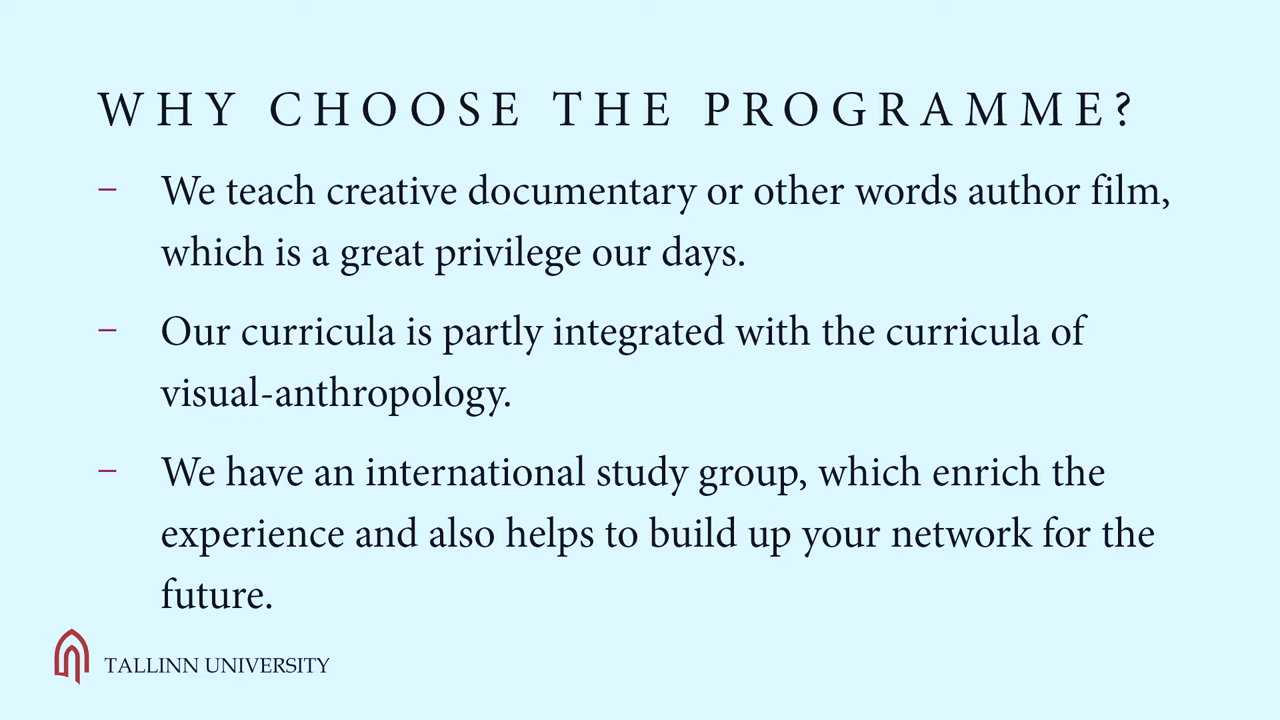 WHY CHOOSE THE PROGRAMME?
– We teach creative documentary or other words author film,
which is a great privilege our days.
– Our curricula is partly integrated with the curricula of
visual-anthropology.
– We have an international study group, which enrich the
experience and also helps to build up your network for the
future.
TALLINN UNIVERSITY